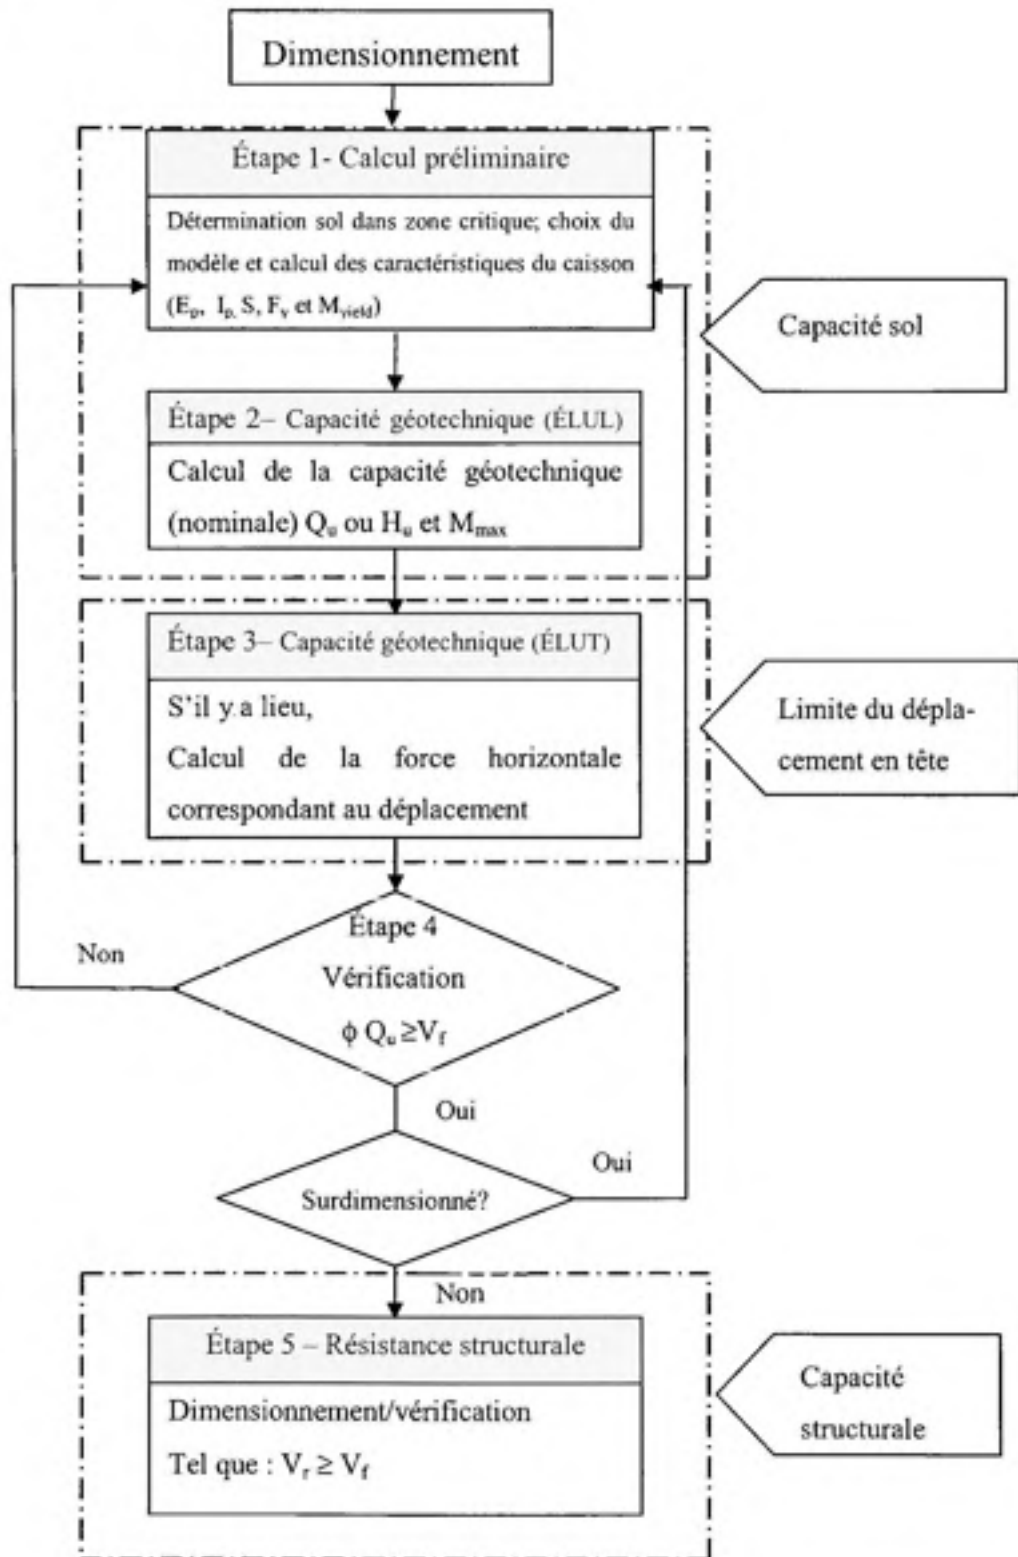 Dimensionnement
Étape 1- Calcul préliminaire
Détermination sol dans zone critique; choix du
modèle et calcul des caractéristiques du caisson
(Ep, Ip, S, Fy et Myield)
Capacité sol
Étape 2– Capacité géotechnique (ÉLUL)
Calcul de la capacité géotechnique
(nominale) Qu ou Hu et Mmax
Étape 3– Capacité géotechnique (ÉLUT)
S'il y a lieu,
Calcul de la force horizontale
correspondant au déplacement
Limite du dépla-
cement en tête
Étape 4
Vérification
ϕ Qu ≥Vf
Non
Oui
Surdimensionné?
Oui
Non
Étape 5 – Résistance structurale
Dimensionnement/vérification
Tel que : Vr ≥ Vf
Capacité
structurale